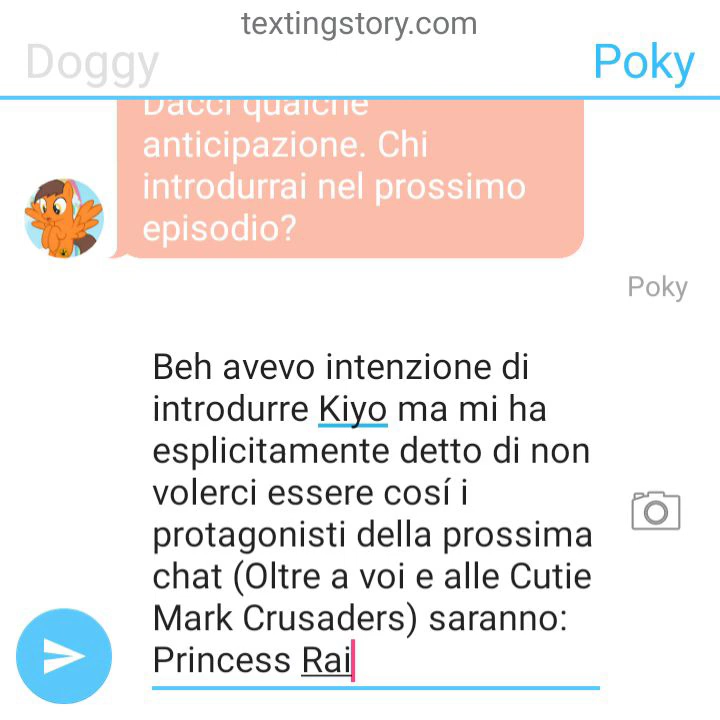 textingstory.com
Doggy
Poky
Dacci qualche
anticipazione. Chi
introdurrai nel prossimo
episodio?
Poky
Beh avevo intenzione di
introdurre Kiyo ma mi ha
esplicitamente detto di non
volerci essere cosí i
protagonisti della prossima
chat (Oltre a voi e alle Cutie
Mark Crusaders) saranno:
Princess Rai